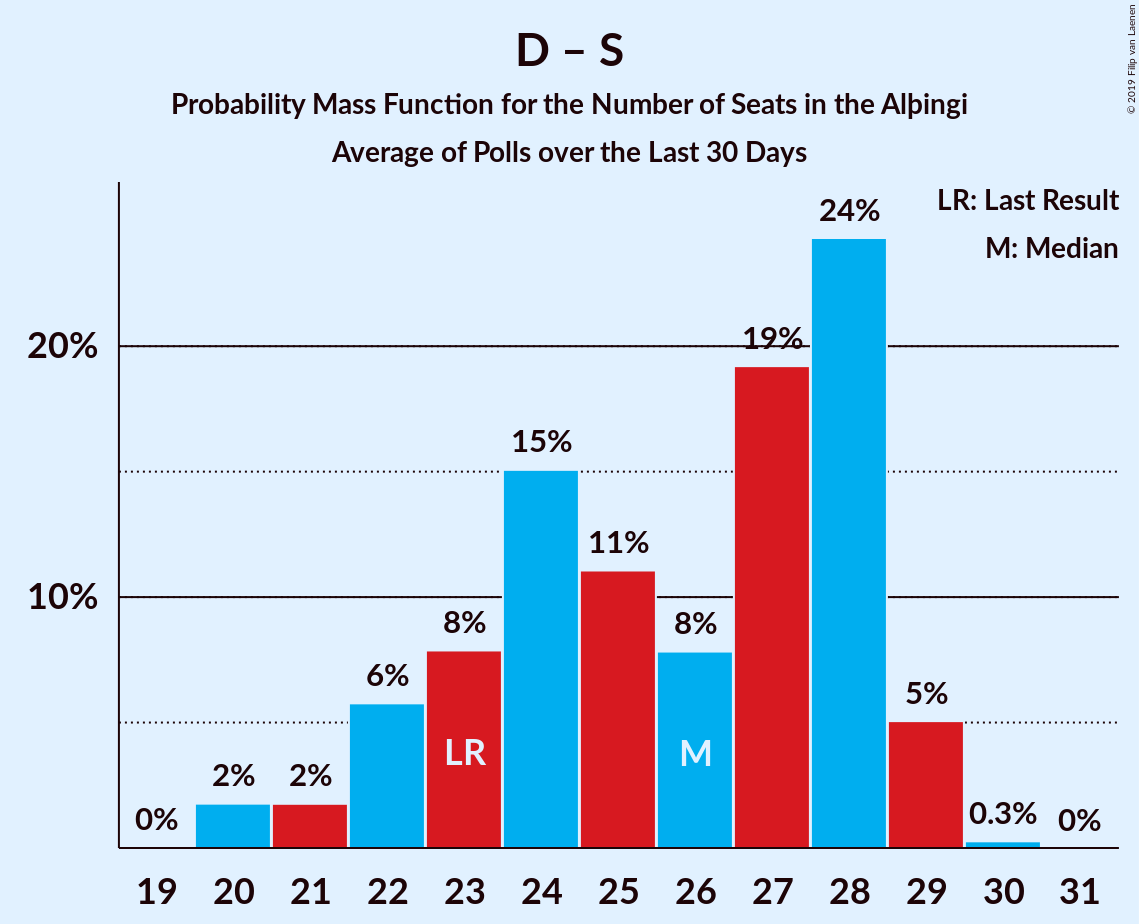 D – S
Probability Mass Function for the Number of Seats in the Alþingi
Average of Polls over the Last 30 Days
© 2019 Filip van Laenen
LR: Last Result
M: Median
20%
10%
0%
2%
2%
6%
8%
15%
11%
8%
19%
24%
5%
0.3%
0%
LR
M
19 20 21 22 23 24 25 26 27 28 29 30 31